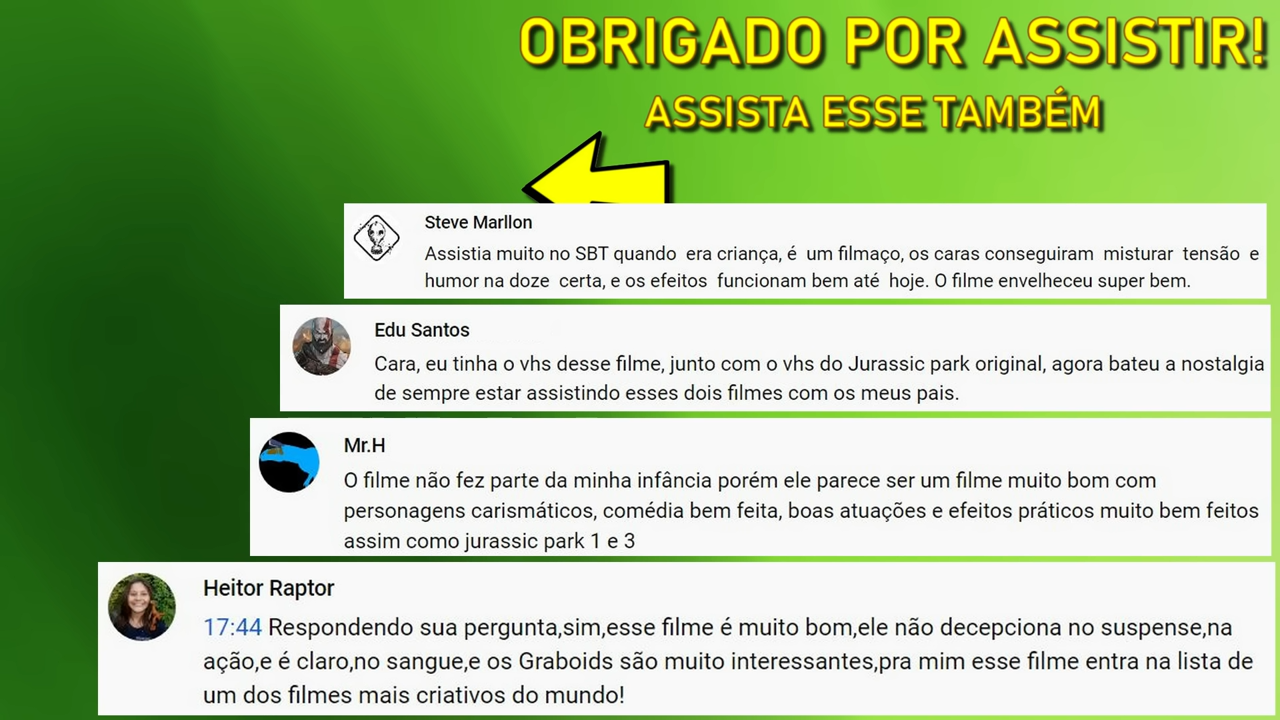 OBRIGADO POR ASSISTIR!
ASSISTA ESSE TAMBÉM
Steve Marllon
Assistia muito no SBT quando era criança, é um filmaço, os caras conseguiram misturar tensão e
humor na doze certa, e os efeitos funcionam bem até hoje. O filme envelheceu super bem.
Edu Santos
Cara, eu tinha o vhs desse filme, junto com o vhs do Jurassic park original, agora bateu a nostalgia
de sempre estar assistindo esses dois filmes com os meus pais.
Mr.H
O filme não fez parte da minha infância porém ele parece ser um filme muito bom com
personagens carismáticos, comédia bem feita, boas atuações e efeitos práticos muito bem feitos
assim como jurassic park 1 e 3
Heitor Raptor
17:44 Respondendo sua pergunta,sim,esse filme é muito bom,ele não decepciona no suspense,na
ação,e é claro,no sangue,e os Graboids são muito interessantes,pra mim esse filme entra na lista de
um dos filmes mais criativos do mundo!